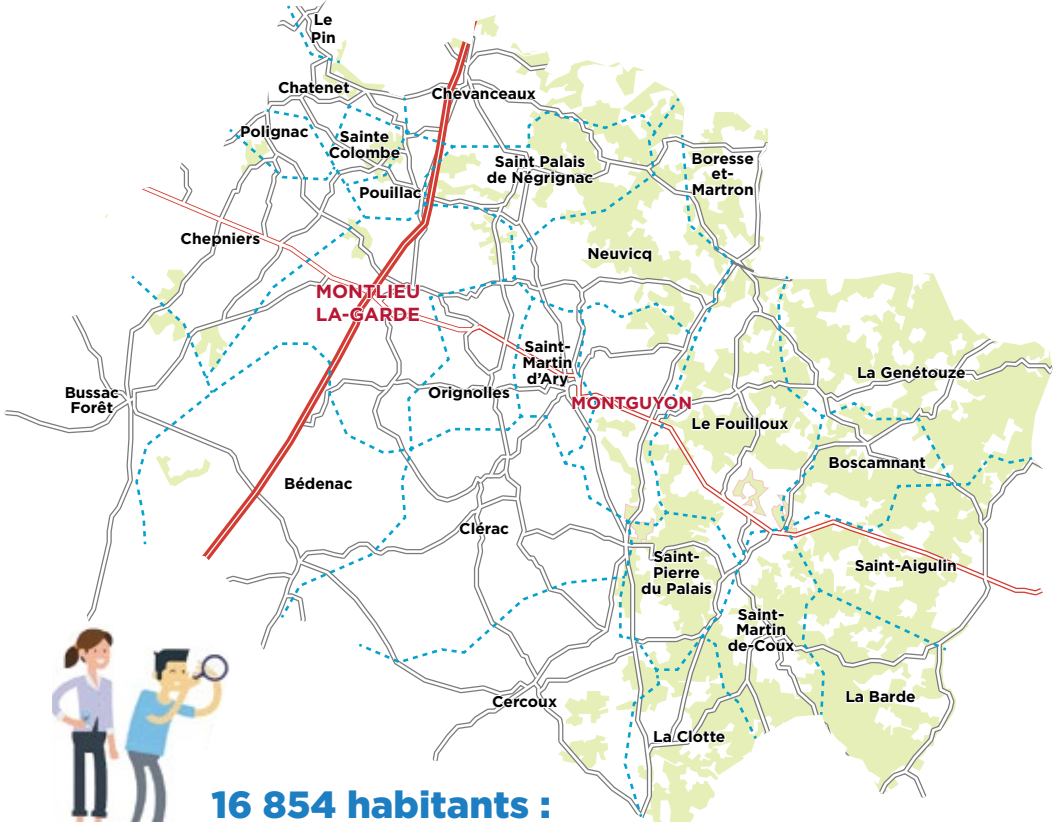 Le
Pin
Chatenet
Chevanceaux
Polignac
Sainte
Colombe
Saint Palais
de Négrignac
Boresse
et-
Martron
Pouillac
Chepniers
Neuvicq
MONTLIEU
LA-GARDE
Saint-
Martin
d'Ary
La Genétouze
Bussac
Forêt
Orignolles
MONTGUYON
Le Fouilloux
Boscamnant
Bédenac
Clérac
Saint-
Pierre
du Palais
Saint-Aigulin
Saint-
Martin
de-Coux
Cercoux
La Barde
La Clotte
16 854 habitants :